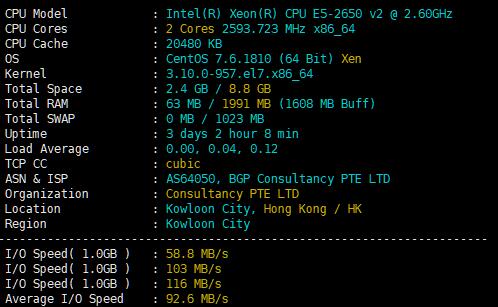 CPU Model : Intel(R) Xeon(R) CPU E5-2650 v2 @ 2.60GHz
CPU Cores : 2 Cores 2593.723 MHz x86_64
CPU Cache : 20480 KB
OS : CentOS 7.6.1810 (64 Bit) Xen
Kernel : 3.10.0-957.el7.x86_64
Total Space : 2.4 GB / 8.8 GB
Total RAM : 63 MB / 1991 MB (1608 MB Buff)
Total SWAP : 0 MB / 1023 MB
Uptime : 3 days 2 hour 8 min
Load Average : 0.00, 0.04, 0.12
TCP CC : cubic
ASN & ISP : AS64050, BGP Consultancy PTE LTD
Organization : Consultancy PTE LTD
Location : Kowloon City, Hong Kong / HK
Region : Kowloon City
----------------------------------------------------------------------
I/O Speed( 1.0GB ) : 58.8 MB/s
I/O Speed( 1.0GB ) : 103 MB/s
I/O Speed( 1.0GB ) : 116 MB/s
Average I/O Speed : 92.6 MB/s